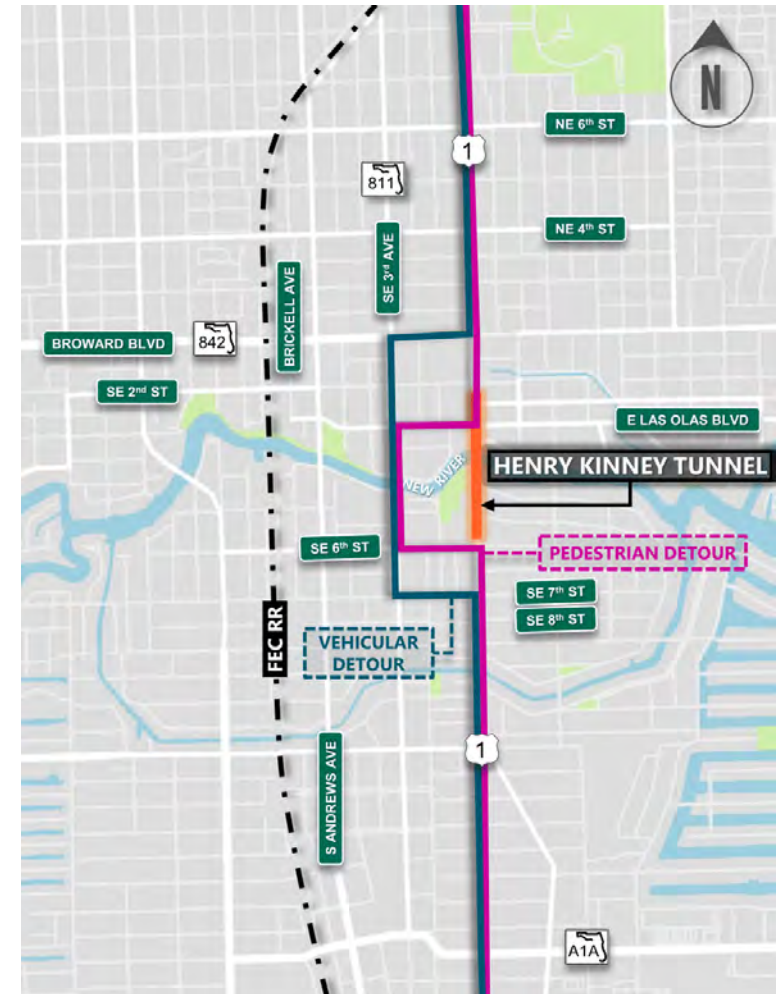 N
NE 6th ST
1
811
NE 4th ST
SE 3rd AVE
BRICKELL AVE
BROWARD BLVD
842
SE 2nd ST
E LAS OLAS BLVD
NEW RIVER
HENRY KINNEY TUNNEL
SE 6th ST
PEDESTRIAN DETOUR
SE 7th ST
SE 8th ST
VEHICULAR
DETOUR
FEC RR
S ANDREWS AVE
1
A1A